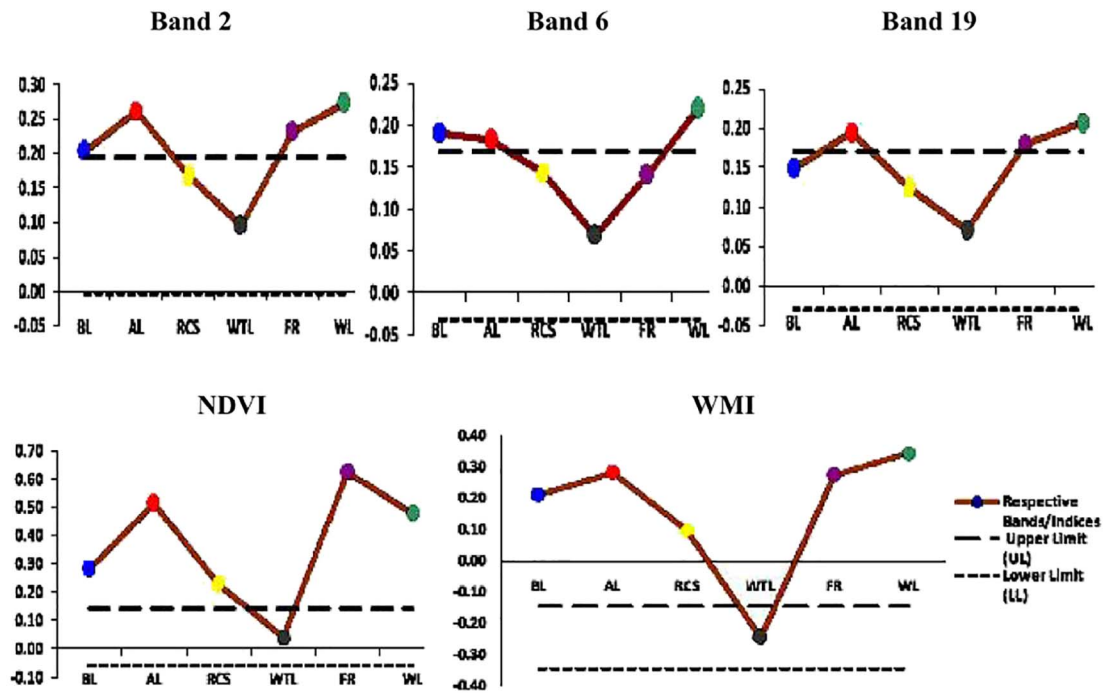 Band 2
Band 6
Band 19
0.30
0.25
0.20
0.15
0.10
0.05
0.00
-0.05
BL AL RCS WTL FR WL
0.25
0.20
0.15
0.10
0.05
0.00
-0.05
BL AL RCS WTL FR WL
0.25
0.20
0.15
0.10
0.05
0.00
-0.05
BL AL RCS WTL FR WL
NDVI
WMI
0.70
0.60
0.50
0.40
0.30
0.20
0.10
0.00
-0.10
BL AL RCS WTL FR WL
0.40
0.30
0.20
0.10
0.00
-0.10
-0.20
-0.30
-0.40
BL AL RCS WTL FR WL
Respective
Bands/Indices
Upper Limit
(UL)
Lower Limit
(LL)